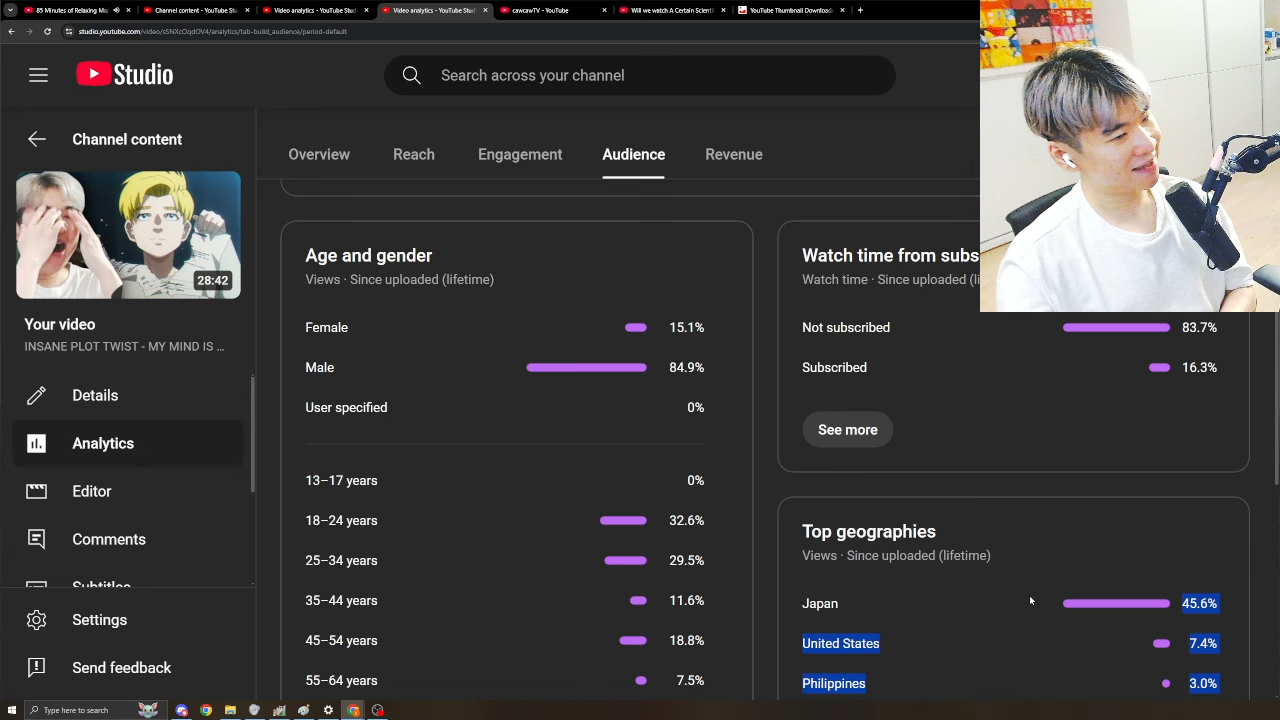 85 Minutes of Relaxing Ma
Channel content - YouTube Stu
Video analytics - YouTube Stud
Video analytics - YouTube Stud
cawcawTV - YouTube
Will we watch A Certain Scien
YouTube Thumbnail Download
studio.youtube.com/video/sSNXcOqdOV4/analytics/tab-build_audience/period-default
Studio
Search across your channel
Channel content
Overview
Reach
Engagement
Audience
Revenue
28:42
Your video
INSANE PLOT TWIST - MY MIND IS ...
Details
Analytics
Editor
Comments
Subtitles
Settings
Send feedback
Age and gender
Views · Since uploaded (lifetime)
Female 15.1%
Male 84.9%
User specified 0%
13–17 years 0%
18–24 years 32.6%
25–34 years 29.5%
35–44 years 11.6%
45–54 years 18.8%
55–64 years 7.5%
Watch time from subs
Watch time · Since uploaded (li
Not subscribed 83.7%
Subscribed 16.3%
See more
Top geographies
Views · Since uploaded (lifetime)
Japan 45.6%
United States 7.4%
Philippines 3.0%
Type here to search